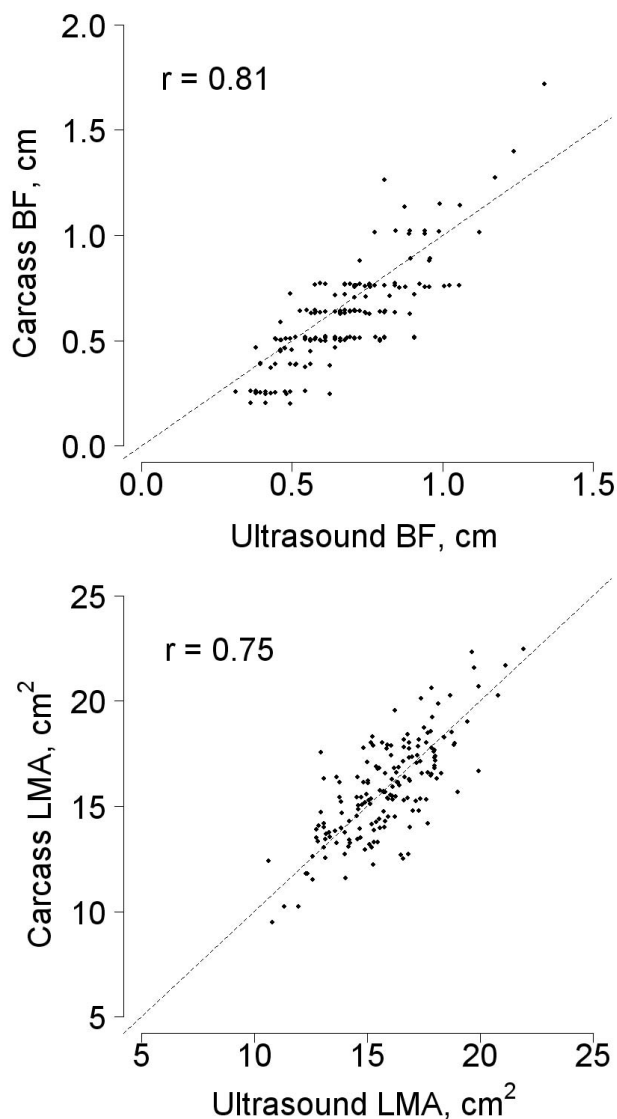 r = 0.81
Carcass BF, cm
2.0
1.5
1.0
0.5
0.0
0.0 0.5 1.0 1.5
Ultrasound BF, cm
r = 0.75
Carcass LMA, cm²
25
20
15
10
5
5 10 15 20 25
Ultrasound LMA, cm²